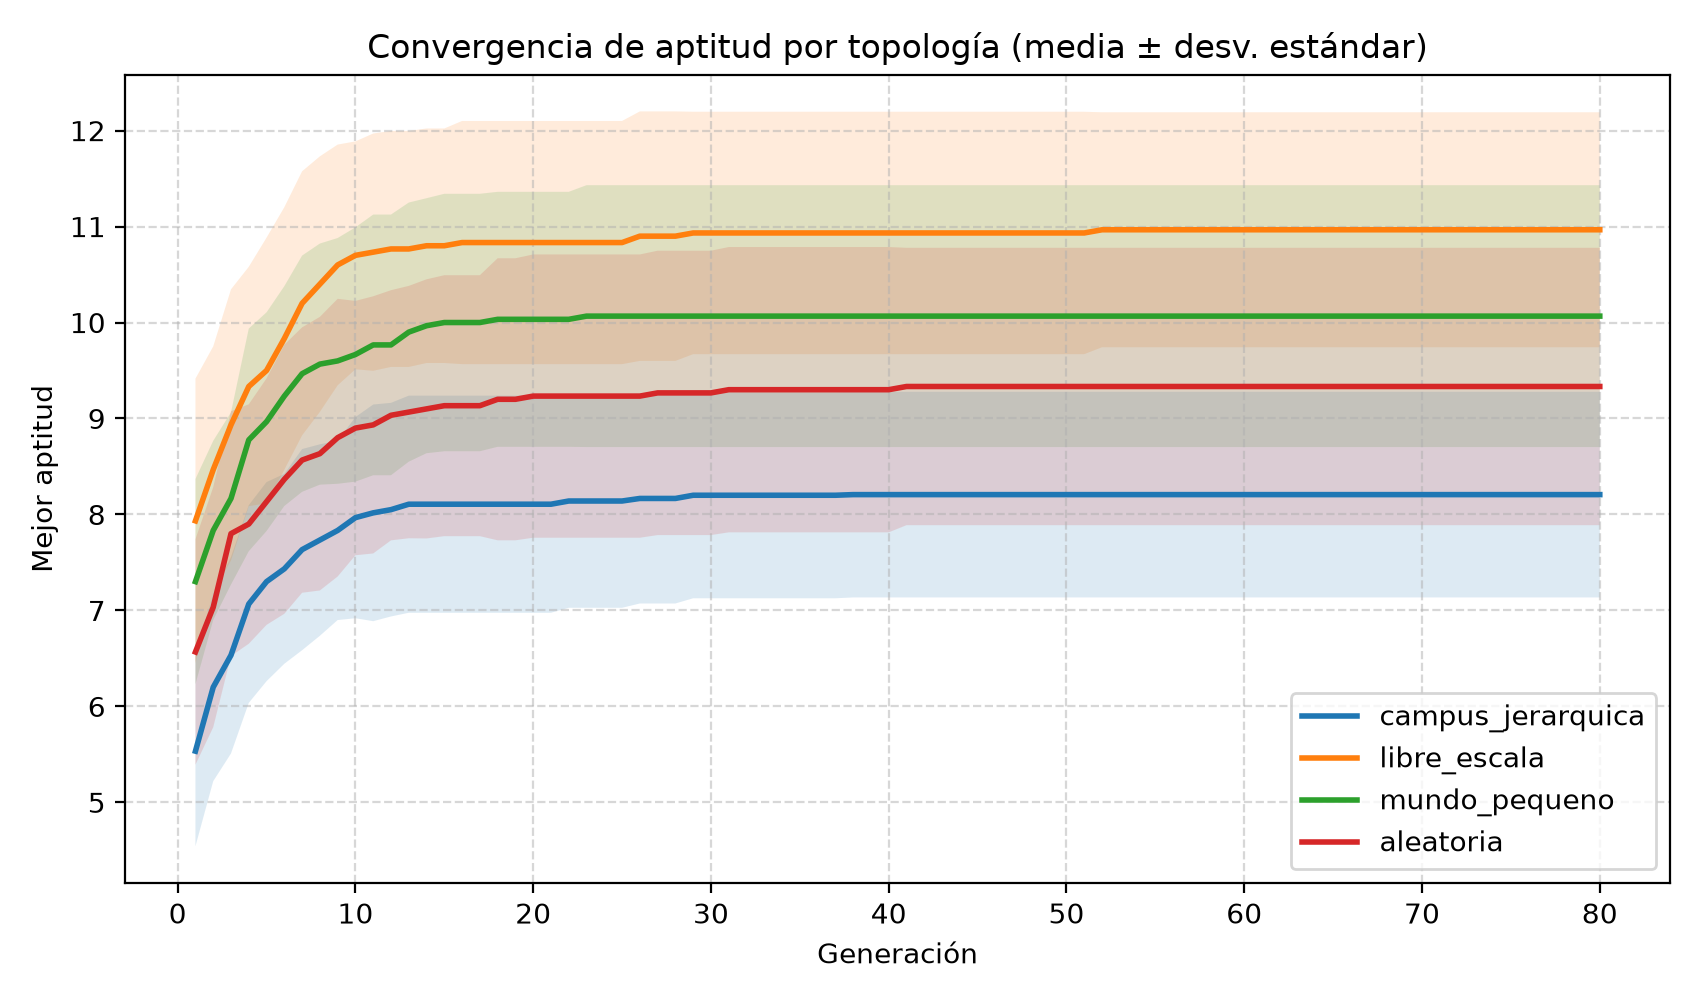 Convergencia de aptitud por topología (media ± desv. estándar)
Mejor aptitud
12
11
10
9
8
7
6
5
0 10 20 30 40 50 60 70 80
Generación
campus_jerarquica
libre_escala
mundo_pequeno
aleatoria